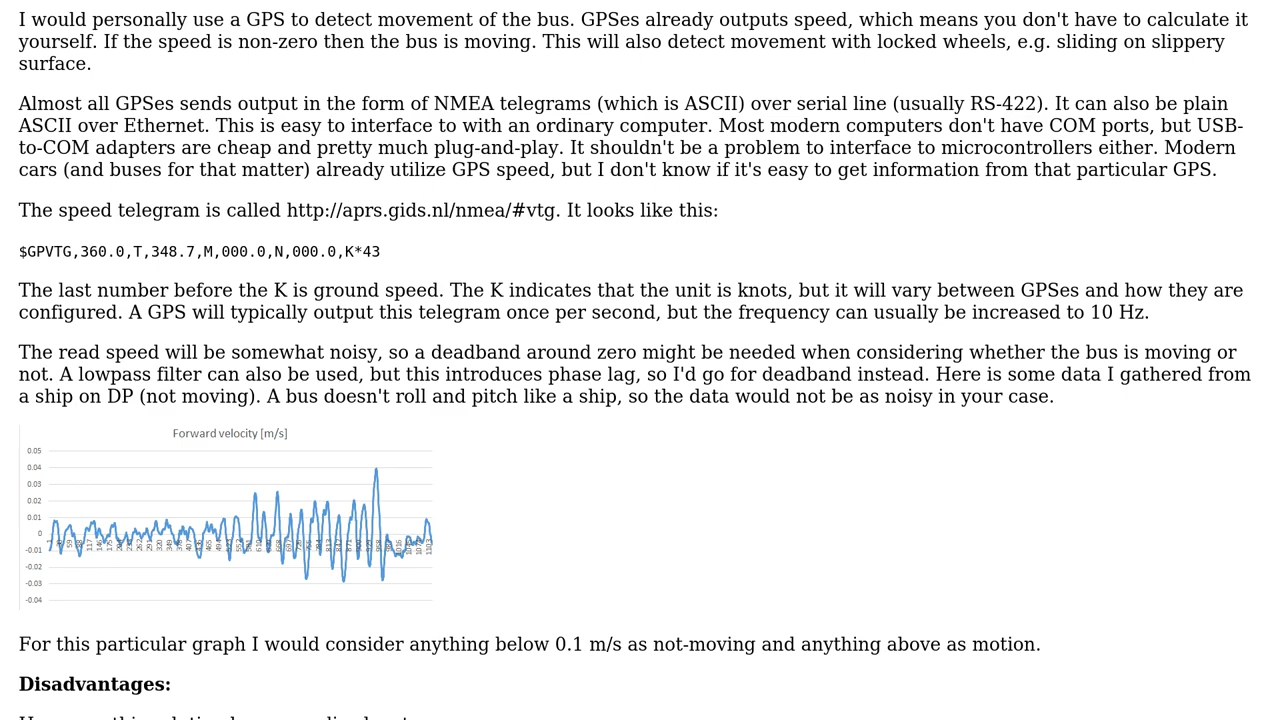 I would personally use a GPS to detect movement of the bus. GPSes already outputs speed, which means you don't have to calculate it
yourself. If the speed is non-zero then the bus is moving. This will also detect movement with locked wheels, e.g. sliding on slippery
surface.
Almost all GPSes sends output in the form of NMEA telegrams (which is ASCII) over serial line (usually RS-422). It can also be plain
ASCII over Ethernet. This is easy to interface to with an ordinary computer. Most modern computers don't have COM ports, but USB-
to-COM adapters are cheap and pretty much plug-and-play. It shouldn't be a problem to interface to microcontrollers either. Modern
cars (and buses for that matter) already utilize GPS speed, but I don't know if it's easy to get information from that particular GPS.
The speed telegram is called http://aprs.gids.nl/nmea/#vtg. It looks like this:
$GPVTG,360.0,T,348.7,M,000.0,N,000.0,K*43
The last number before the K is ground speed. The K indicates that the unit is knots, but it will vary between GPSes and how they are
configured. A GPS will typically output this telegram once per second, but the frequency can usually be increased to 10 Hz.
The read speed will be somewhat noisy, so a deadband around zero might be needed when considering whether the bus is moving or
not. A lowpass filter can also be used, but this introduces phase lag, so I'd go for deadband instead. Here is some data I gathered from
a ship on DP (not moving). A bus doesn't roll and pitch like a ship, so the data would not be as noisy in your case.
Forward velocity [m/s]
0.05
0.04
0.03
0.02
0.01
0
-0.01
-0.02
-0.03
-0.04
For this particular graph I would consider anything below 0.1 m/s as not-moving and anything above as motion.
Disadvantages: